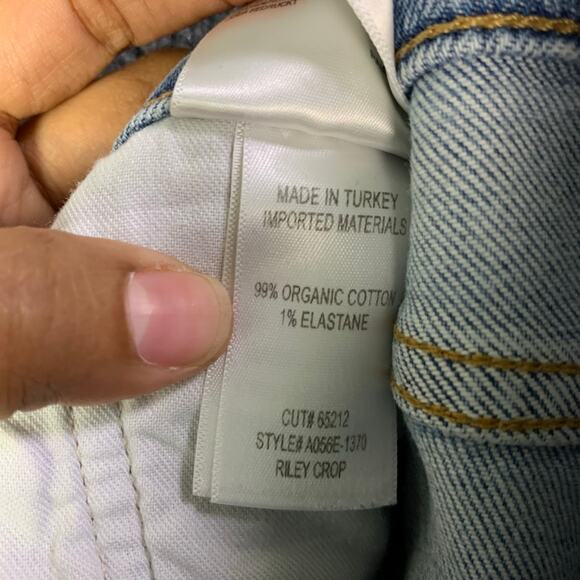 MADE IN TURKEY
IMPORTED MATERIALS
99% ORGANIC COTTON
1% ELASTANE
CUT# 65212
STYLE# A056E-1370
RILEY CROP